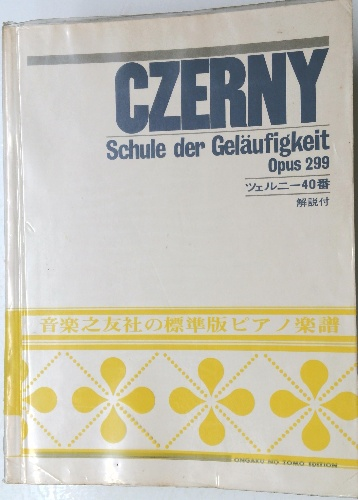 CZERNY
Schule der Geläufigkeit
Opus 299
ツェルニー40番
解説付
音楽之友社の標準版ピアノ楽譜
ONGAKU NO TOMO EDITION